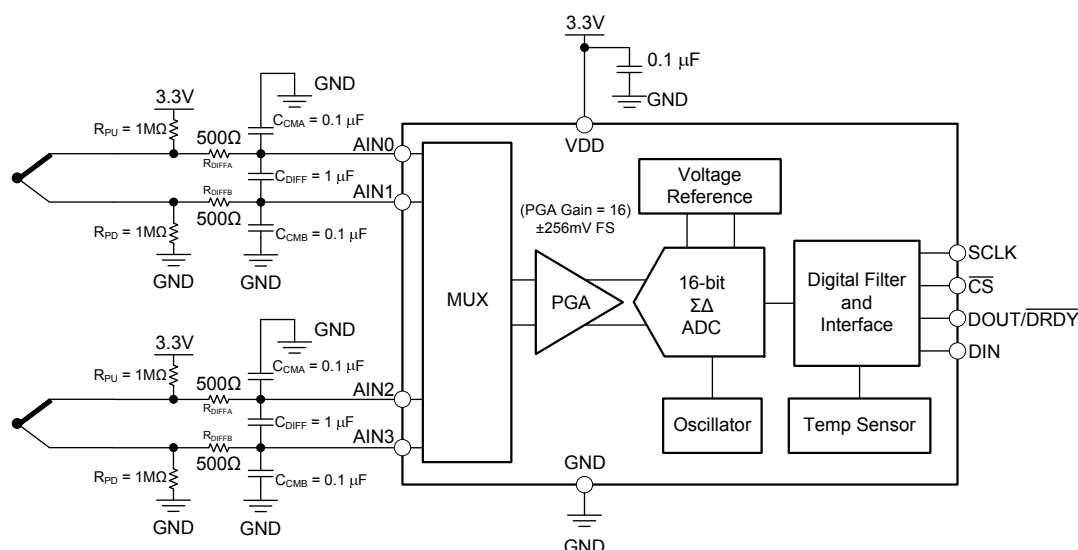 3.3V
0.1 μF
GND
VDD
GND
3.3V
R_PU = 1MΩ
500Ω
R_DIFFA
C_CMA = 0.1 μF
AIN0
C_DIFF = 1 μF
AIN1
R_DIFFB
500Ω
R_PD = 1MΩ
C_CMB = 0.1 μF
GND
GND
MUX
(PGA Gain = 16)
±256mV FS
PGA
Voltage
Reference
16-bit
ΣΔ
ADC
Digital Filter
and
Interface
SCLK
C̅S̅
DOUT/D̅R̅D̅Y̅
DIN
Oscillator
Temp Sensor
GND
3.3V
R_PU = 1MΩ
500Ω
R_DIFFA
C_CMA = 0.1 μF
AIN2
C_DIFF = 1 μF
AIN3
R_DIFFB
500Ω
R_PD = 1MΩ
C_CMB = 0.1 μF
GND
GND
GND
GND